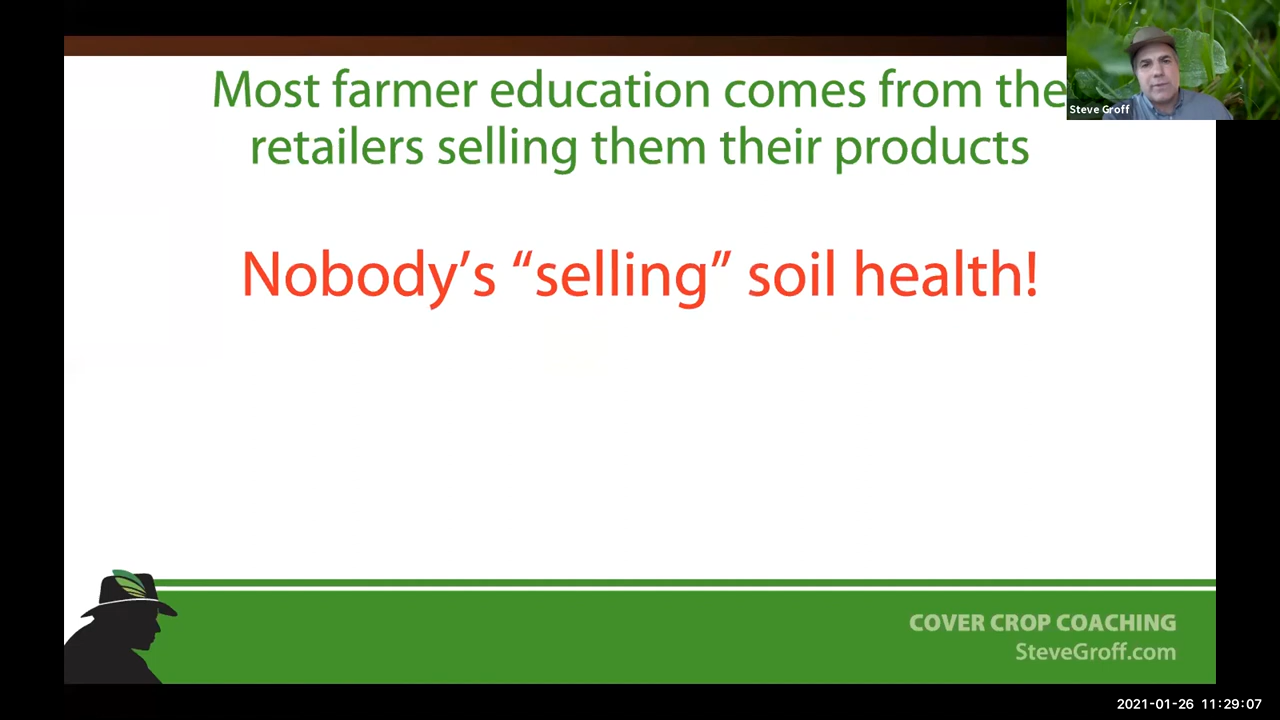 Most farmer education comes from the
retailers selling them their products
Steve Groff
Nobody’s “selling” soil health!
COVER CROP COACHING
SteveGroff.com
2021-01-26 11:29:07